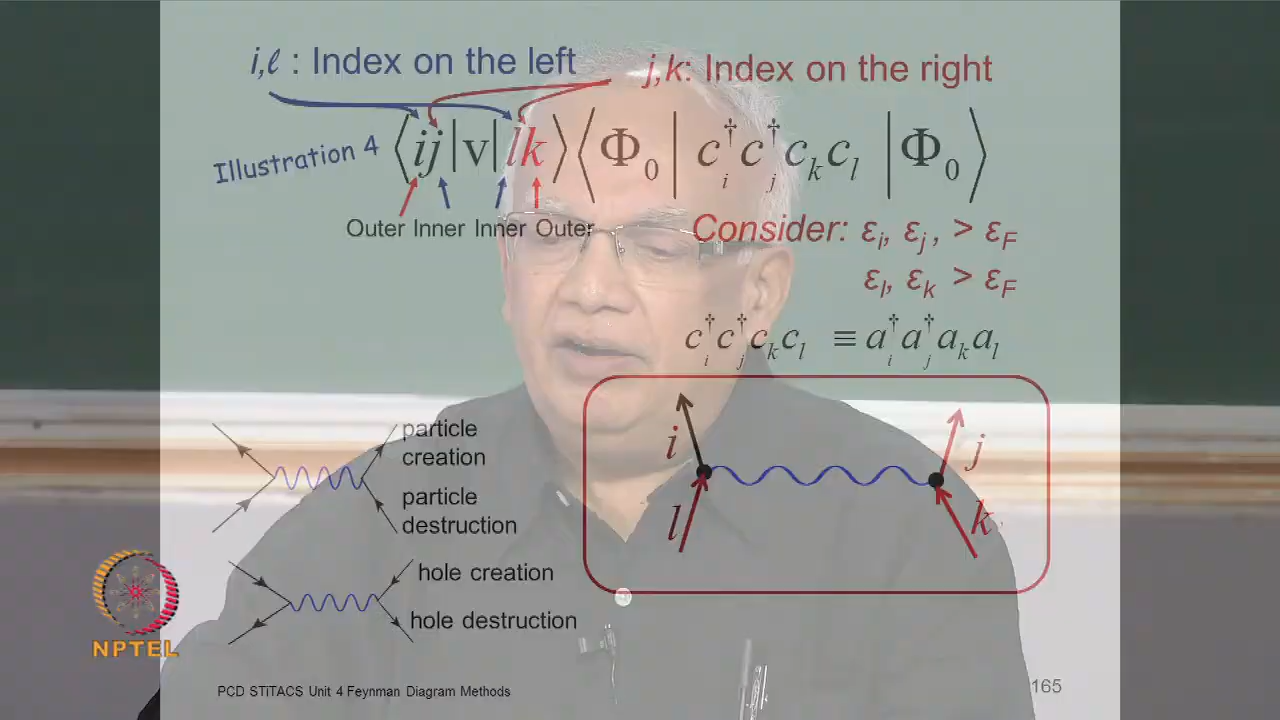 i,ℓ : Index on the left
j,k: Index on the right
Illustration 4
⟨ij|v|lk⟩⟨Φ₀| c†ᵢ c†ⱼ cₖ cₗ |Φ₀⟩
Outer Inner Inner Outer
Consider: εᵢ, εⱼ, > ε_F
εₗ, εₖ > ε_F
c†ᵢ c†ⱼ cₖ cₗ ≡ a†ᵢ a†ⱼ aₖ aₗ
i
j
l
k
particle
creation
particle
destruction
hole creation
hole destruction
NPTEL
PCD STiTACS Unit 4 Feynman Diagram Methods
165